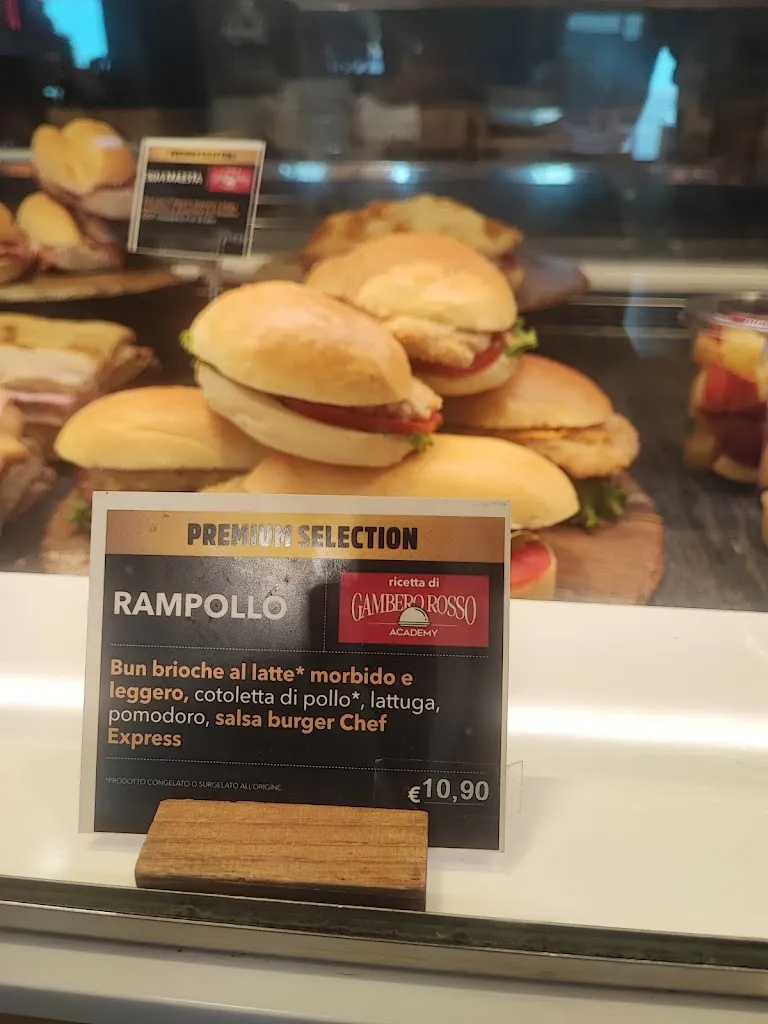 PREMIUM SELECTION
RAMPOLLO
ricetta di
GAMBERO ROSSO
ACADEMY
Bun brioche al latte* morbido e
leggero, cotoletta di pollo*, lattuga,
pomodoro, salsa burger Chef
Express
*PRODOTTO CONGELATO O SURGELATO ALL'ORIGINE.
€10,90